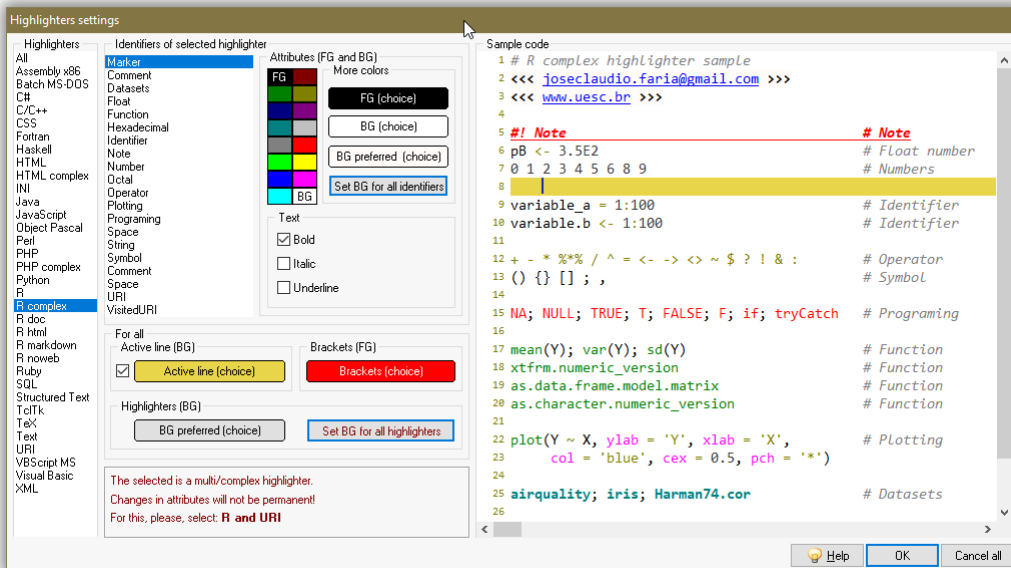 Highlighters settings
Highlighters
All
Assembly x86
Batch MS-DOS
C#
C/C++
CSS
Fortran
Haskell
HTML
HTML complex
INI
Java
JavaScript
Object Pascal
Perl
PHP
PHP complex
Python
R
R complex
R doc
R html
R markdown
R noweb
Ruby
SQL
Structured Text
TclTk
TeX
Text
URI
VBScript MS
Visual Basic
XML
Identifiers of selected highlighter
Marker
Comment
Datasets
Float
Function
Hexadecimal
Identifier
Note
Number
Octal
Operator
Plotting
Programing
Space
String
Symbol
Comment
Space
URI
VisitedURI
Attributes (FG and BG)
FG
BG
More colors
FG (choice)
BG (choice)
BG preferred (choice)
Set BG for all identifiers
Text
Bold
Italic
Underline
For all
Active line (BG)
Active line (choice)
Brackets (FG)
Brackets (choice)
Highlighters (BG)
BG preferred (choice)
Set BG for all highlighters
The selected is a multi/complex highlighter.
Changes in attributes will not be permanent!
For this, please, select: R and URI
Sample code
1 # R complex highlighter sample
2 <<< joseclaudio.faria@gmail.com >>>
3 <<< www.uesc.br >>>
4
5 #! Note # Note
6 pB <- 3.5E2 # Float number
7 0 1 2 3 4 5 6 8 9 # Numbers
8
9 variable_a = 1:100 # Identifier
10 variable.b <- 1:100 # Identifier
11
12 + - * %*% / ^ = <- -> <> ~ $ ? ! & : # Operator
13 () {} [] ; , # Symbol
14
15 NA; NULL; TRUE; T; FALSE; F; if; tryCatch # Programing
16
17 mean(Y); var(Y); sd(Y) # Function
18 xtfrm.numeric_version # Function
19 as.data.frame.model.matrix # Function
20 as.character.numeric_version # Function
21
22 plot(Y ~ X, ylab = 'Y', xlab = 'X', # Plotting
23 col = 'blue', cex = 0.5, pch = '*')
24
25 airquality; iris; Harman74.cor # Datasets
26
Help
OK
Cancel all